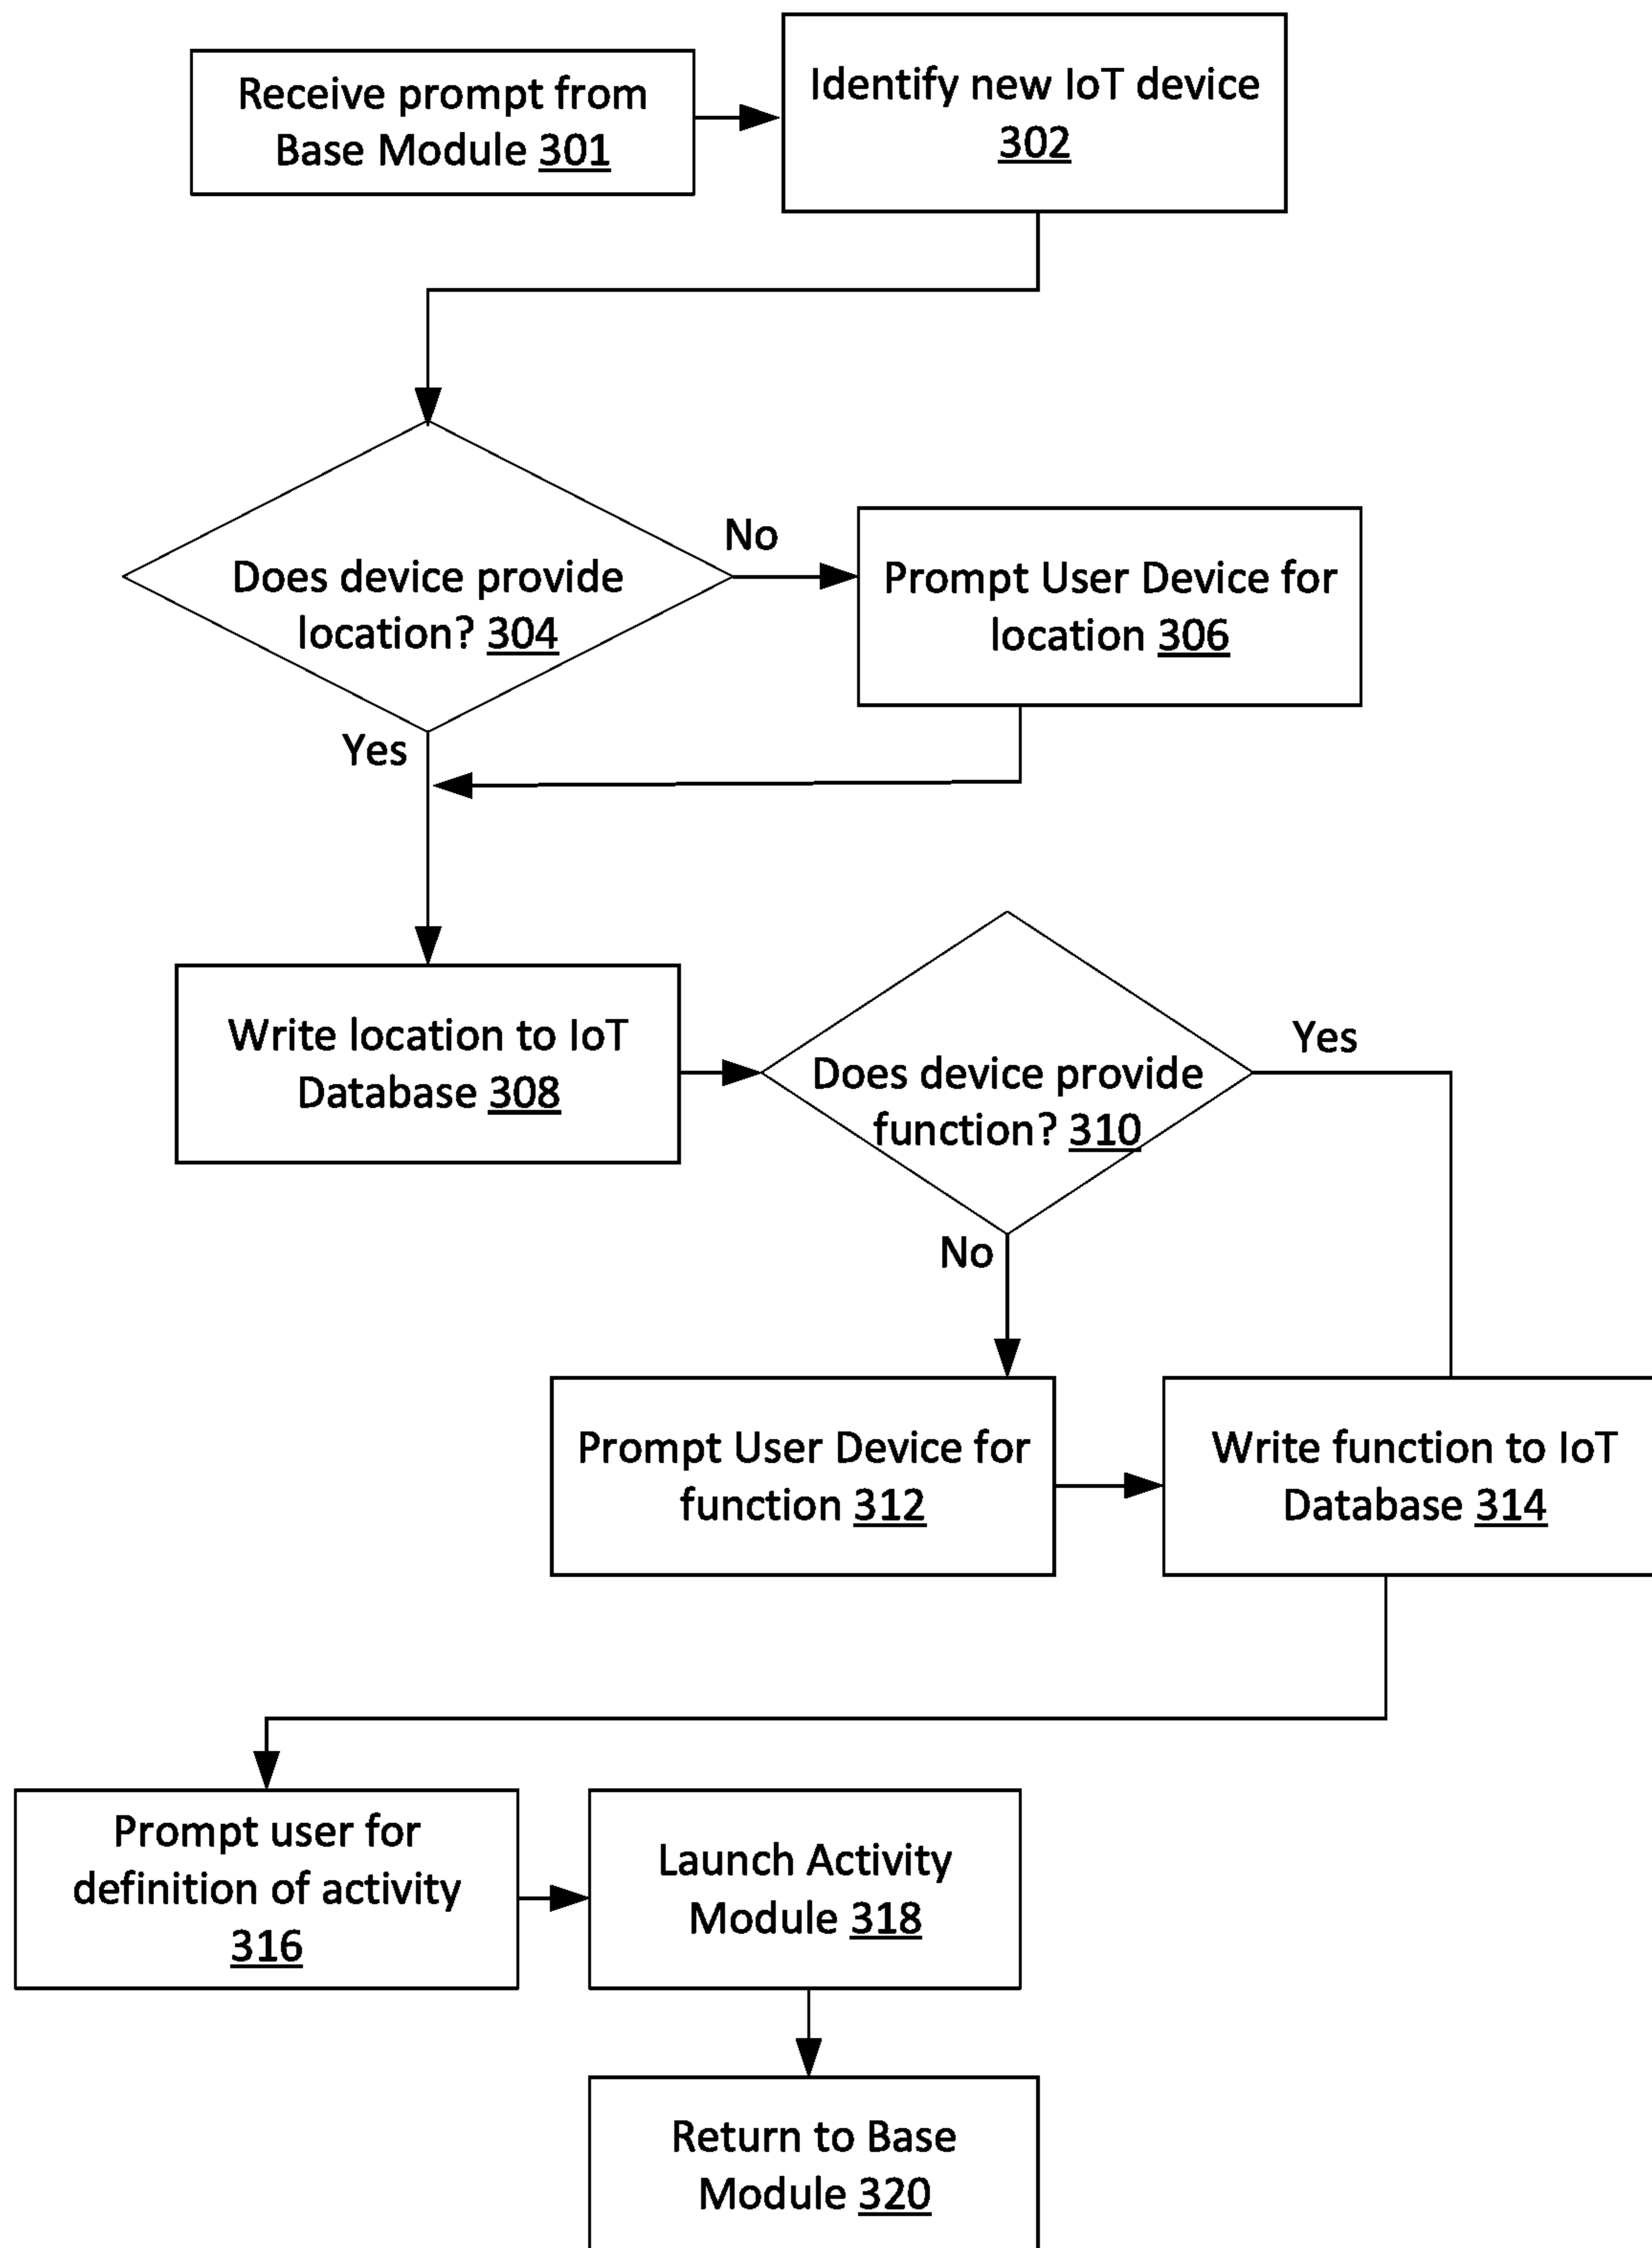 Receive prompt from
Base Module 301
Identify new IoT device
302
Does device provide
location? 304
No
Prompt User Device for
location 306
Yes
Write location to IoT
Database 308
Does device provide
function? 310
Yes
No
Prompt User Device for
function 312
Write function to IoT
Database 314
Prompt user for
definition of activity
316
Launch Activity
Module 318
Return to Base
Module 320